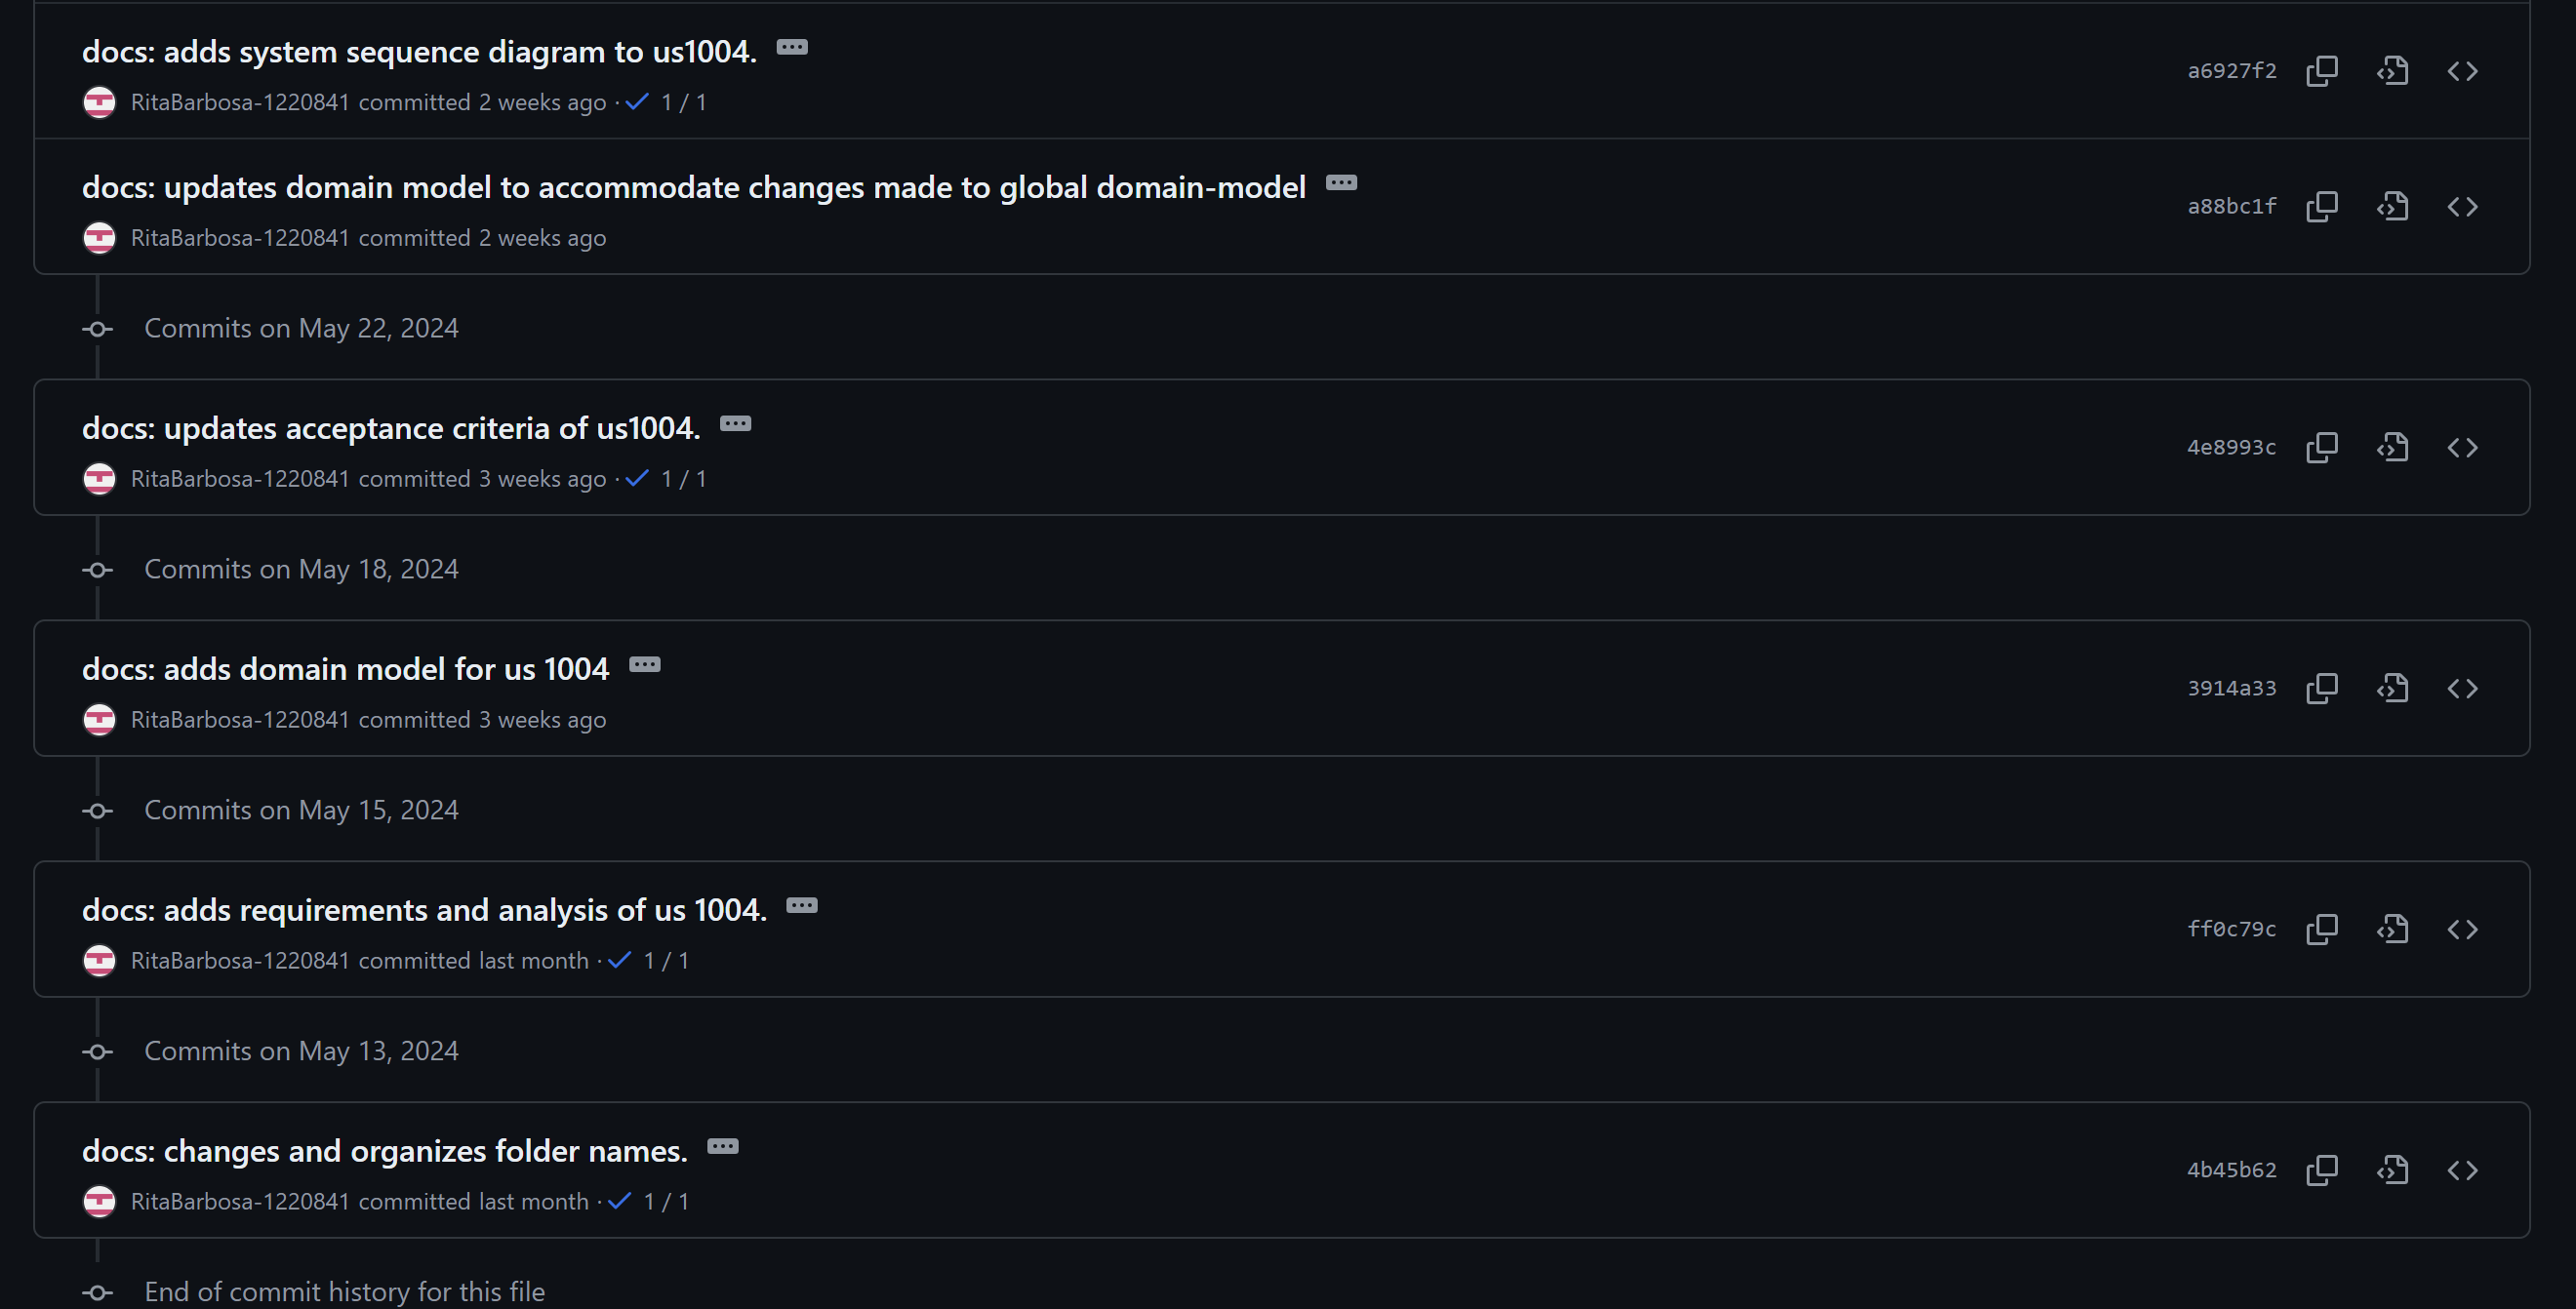 docs: adds system sequence diagram to us1004.
RitaBarbosa-1220841 committed 2 weeks ago · 1 / 1
a6927f2
docs: updates domain model to accommodate changes made to global domain-model
RitaBarbosa-1220841 committed 2 weeks ago
a88bc1f
Commits on May 22, 2024
docs: updates acceptance criteria of us1004.
RitaBarbosa-1220841 committed 3 weeks ago · 1 / 1
4e8993c
Commits on May 18, 2024
docs: adds domain model for us 1004
RitaBarbosa-1220841 committed 3 weeks ago
3914a33
Commits on May 15, 2024
docs: adds requirements and analysis of us 1004.
RitaBarbosa-1220841 committed last month · 1 / 1
ff0c79c
Commits on May 13, 2024
docs: changes and organizes folder names.
RitaBarbosa-1220841 committed last month · 1 / 1
4b45b62
End of commit history for this file